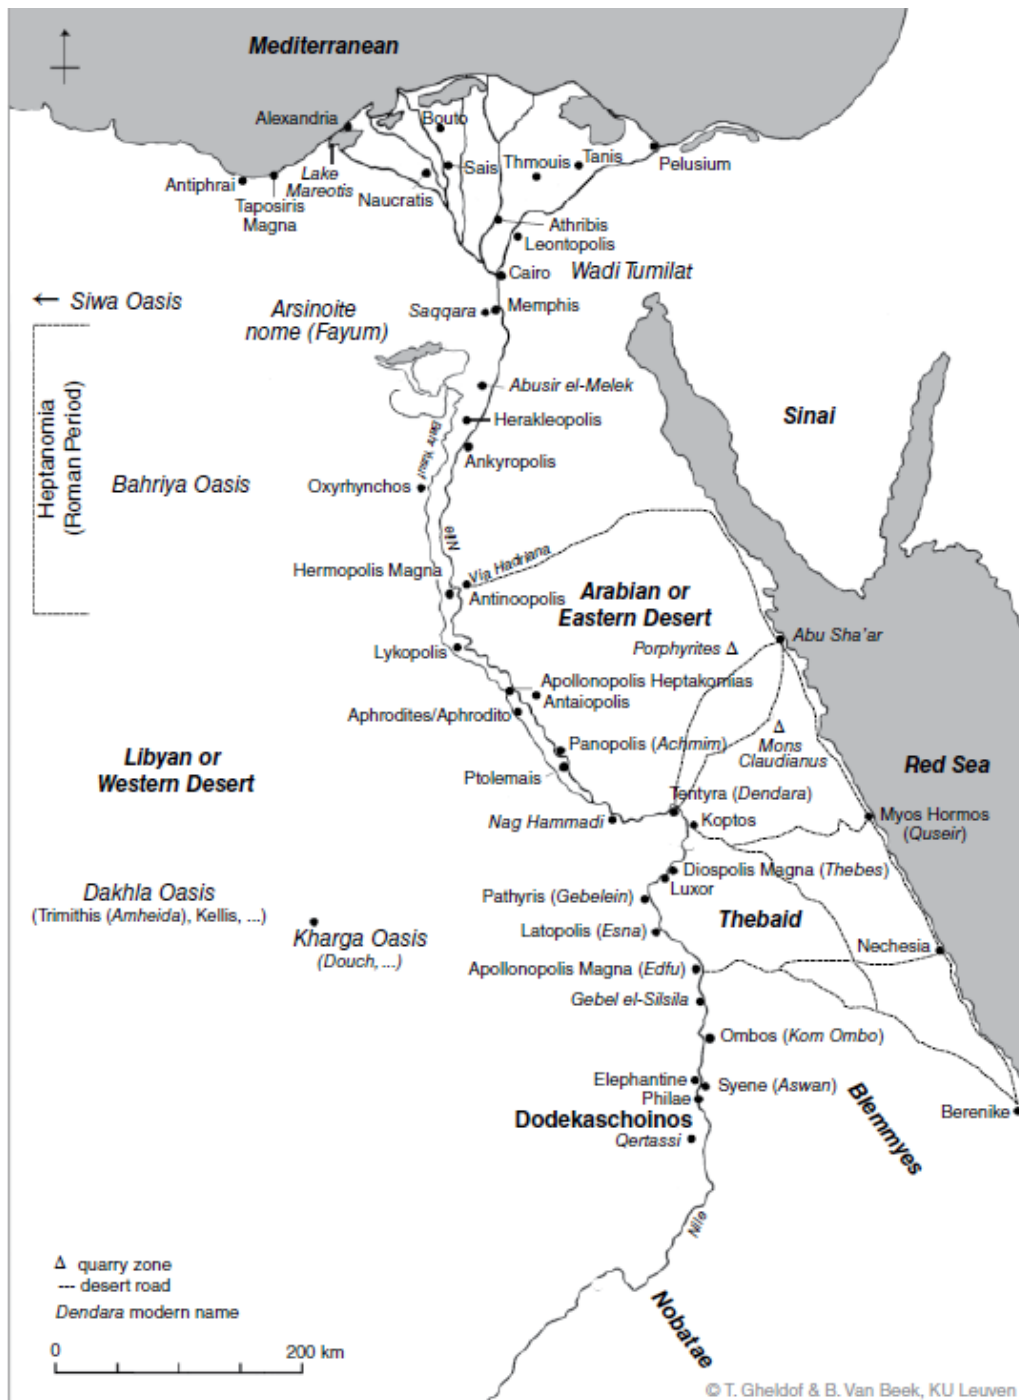 Mediterranean
Alexandria
Bouto
Lake
Mareotis
Sais
Thmouis
Tanis
Pelusium
Antiphrai
Taposiris
Magna
Naucratis
Athribis
Leontopolis
Cairo
Wadi Tumilat
← Siwa Oasis
Arsinoite
nome (Fayum)
Saqqara
Memphis
Heptanomia
(Roman Period)
Abusir el-Melek
Herakleopolis
Sinai
Bahr Yusuf
Ankyropolis
Bahriya Oasis
Oxyrhynchos
Nile
Via Hadriana
Hermopolis Magna
Antinoopolis
Arabian or
Eastern Desert
Porphyrites Δ
Abu Sha'ar
Lykopolis
Apollonopolis Heptakomias
Antaiopolis
Aphrodites/Aphrodito
Δ
Mons
Claudianus
Panopolis (Achmim)
Libyan or
Western Desert
Red Sea
Ptolemais
Tentyra (Dendara)
Nag Hammadi
Koptos
Myos Hormos
(Quseir)
Diospolis Magna (Thebes)
Luxor
Dakhla Oasis
(Trimithis (Amheida), Kellis, ...)
Pathyris (Gebelein)
Thebaid
Kharga Oasis
(Douch, ...)
Latopolis (Esna)
Nechesia
Apollonopolis Magna (Edfu)
Gebel el-Silsila
Ombos (Kom Ombo)
Elephantine
Syene (Aswan)
Philae
Blemmyes
Berenike
Dodekaschoinos
Qertassi
Nile
Δ quarry zone
--- desert road
Dendara modern name
Nobatae
0 200 km
© T. Gheldof & B. Van Beek, KU Leuven